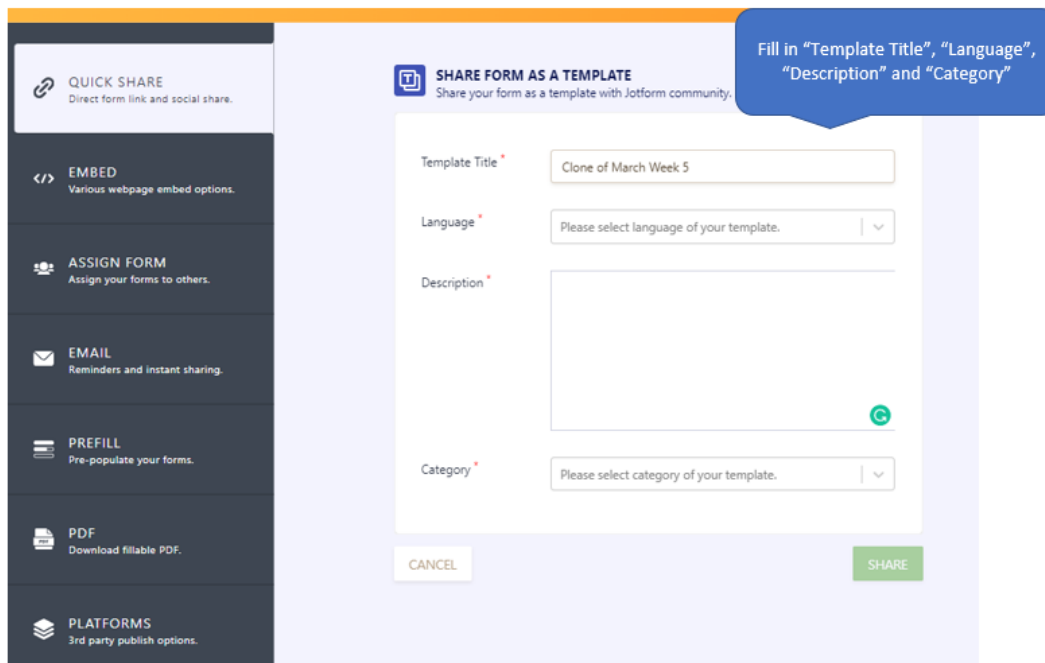 Fill in “Template Title”, “Language”,
“Description” and “Category”
QUICK SHARE
Direct form link and social share.
EMBED
Various webpage embed options.
ASSIGN FORM
Assign your forms to others.
EMAIL
Reminders and instant sharing.
PREFILL
Pre-populate your forms.
PDF
Download fillable PDF.
PLATFORMS
3rd party publish options.
SHARE FORM AS A TEMPLATE
Share your form as a template with Jotform community.
Template Title *
Clone of March Week 5
Language *
Please select language of your template.
Description *
Category *
Please select category of your template.
CANCEL
SHARE